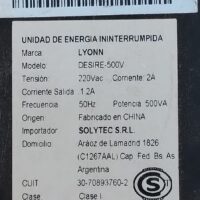 UNIDAD DE ENERGIA ININTERRUMPIDA
Marca LYONN
Modelo: DESIRE-500V
Tensión: 220Vac Corriente: 2A
Corriente Salida : 1.2A
Frecuencia 50Hz Potencia 500VA
Origen Fabricado en CHINA
Importador SOLYTEC S.R.L.
Domicilio Aráoz de Lamadrid 1826
(C1267AAL) Cap. Fed. Bs. As
Argentina
CUIT 30-70893760-2
Clase: Clase I
S